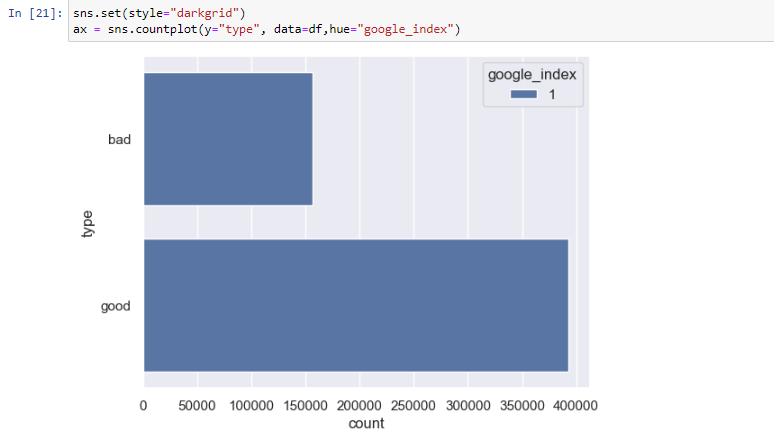 In [21]: sns.set(style="darkgrid")
ax = sns.countplot(y="type", data=df,hue="google_index")
google_index
1
bad
type
good
0 50000 100000 150000 200000 250000 300000 350000 400000
count